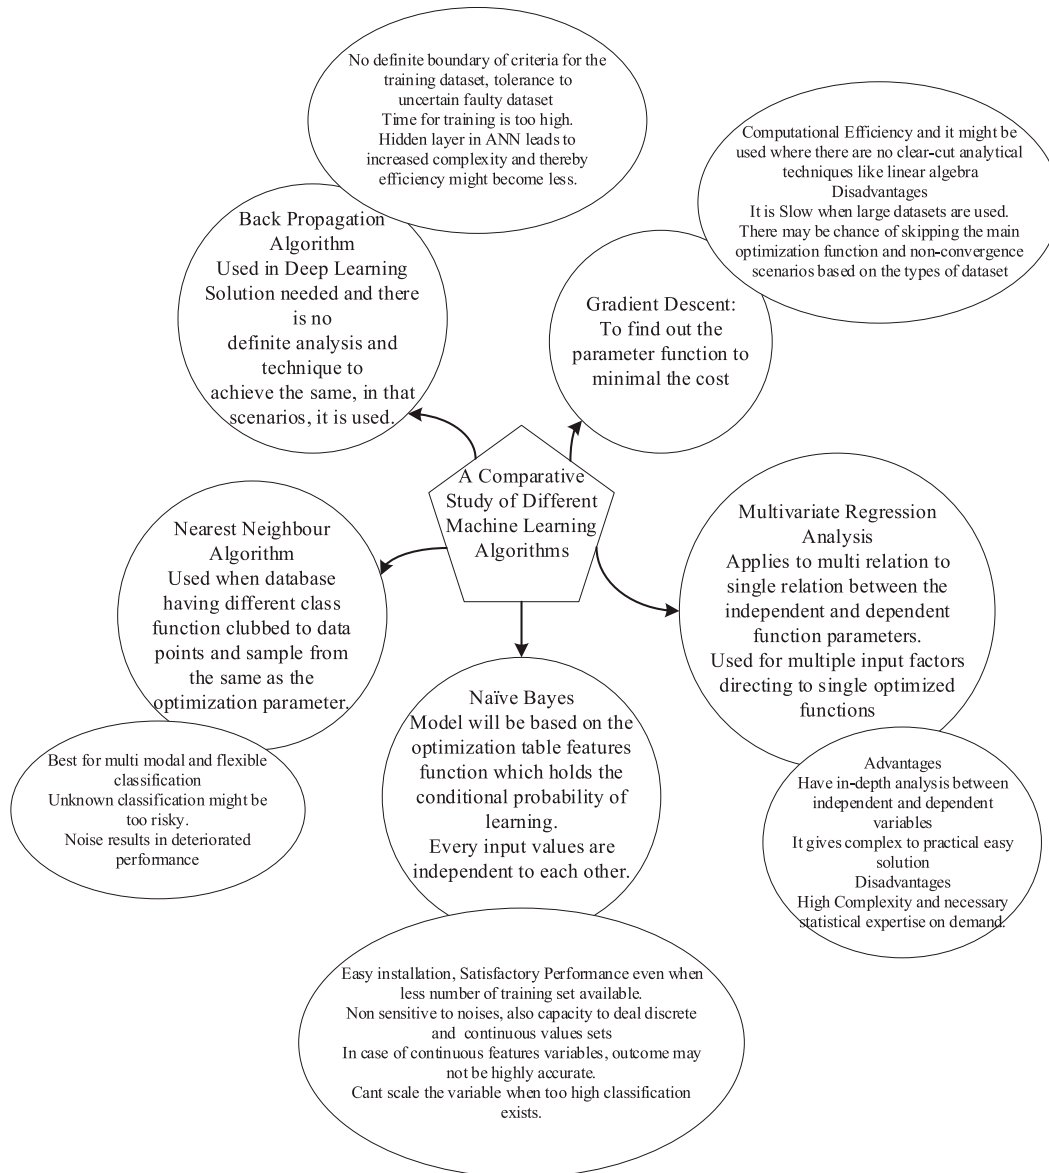 No definite boundary of criteria for the
training dataset, tolerance to
uncertain faulty dataset
Time for training is too high.
Hidden layer in ANN leads to
increased complexity and thereby
efficiency might become less.
Back Propagation
Algorithm
Used in Deep Learning
Solution needed and there
is no
definite analysis and
technique to
achieve the same, in that
scenarios, it is used.
Computational Efficiency and it might be
used where there are no clear-cut analytical
techniques like linear algebra
Disadvantages
It is Slow when large datasets are used.
There may be chance of skipping the main
optimization function and non-convergence
scenarios based on the types of dataset
Gradient Descent:
To find out the
parameter function to
minimal the cost
A Comparative
Study of Different
Machine Learning
Algorithms
Nearest Neighbour
Algorithm
Used when database
having different class
function clubbed to data
points and sample from
the same as the
optimization parameter.
Best for multi modal and flexible
classification
Unknown classification might be
too risky.
Noise results in deteriorated
performance
Multivariate Regression
Analysis
Applies to multi relation to
single relation between the
independent and dependent
function parameters.
Used for multiple input factors
directing to single optimized
functions
Advantages
Have in-depth analysis between
independent and dependent
variables
It gives complex to practical easy
solution
Disadvantages
High Complexity and necessary
statistical expertise on demand.
Naïve Bayes
Model will be based on the
optimization table features
function which holds the
conditional probability of
learning.
Every input values are
independent to each other.
Easy installation, Satisfactory Performance even when
less number of training set available.
Non sensitive to noises, also capacity to deal discrete
and continuous values sets
In case of continuous features variables, outcome may
not be highly accurate.
Cant scale the variable when too high classification
exists.